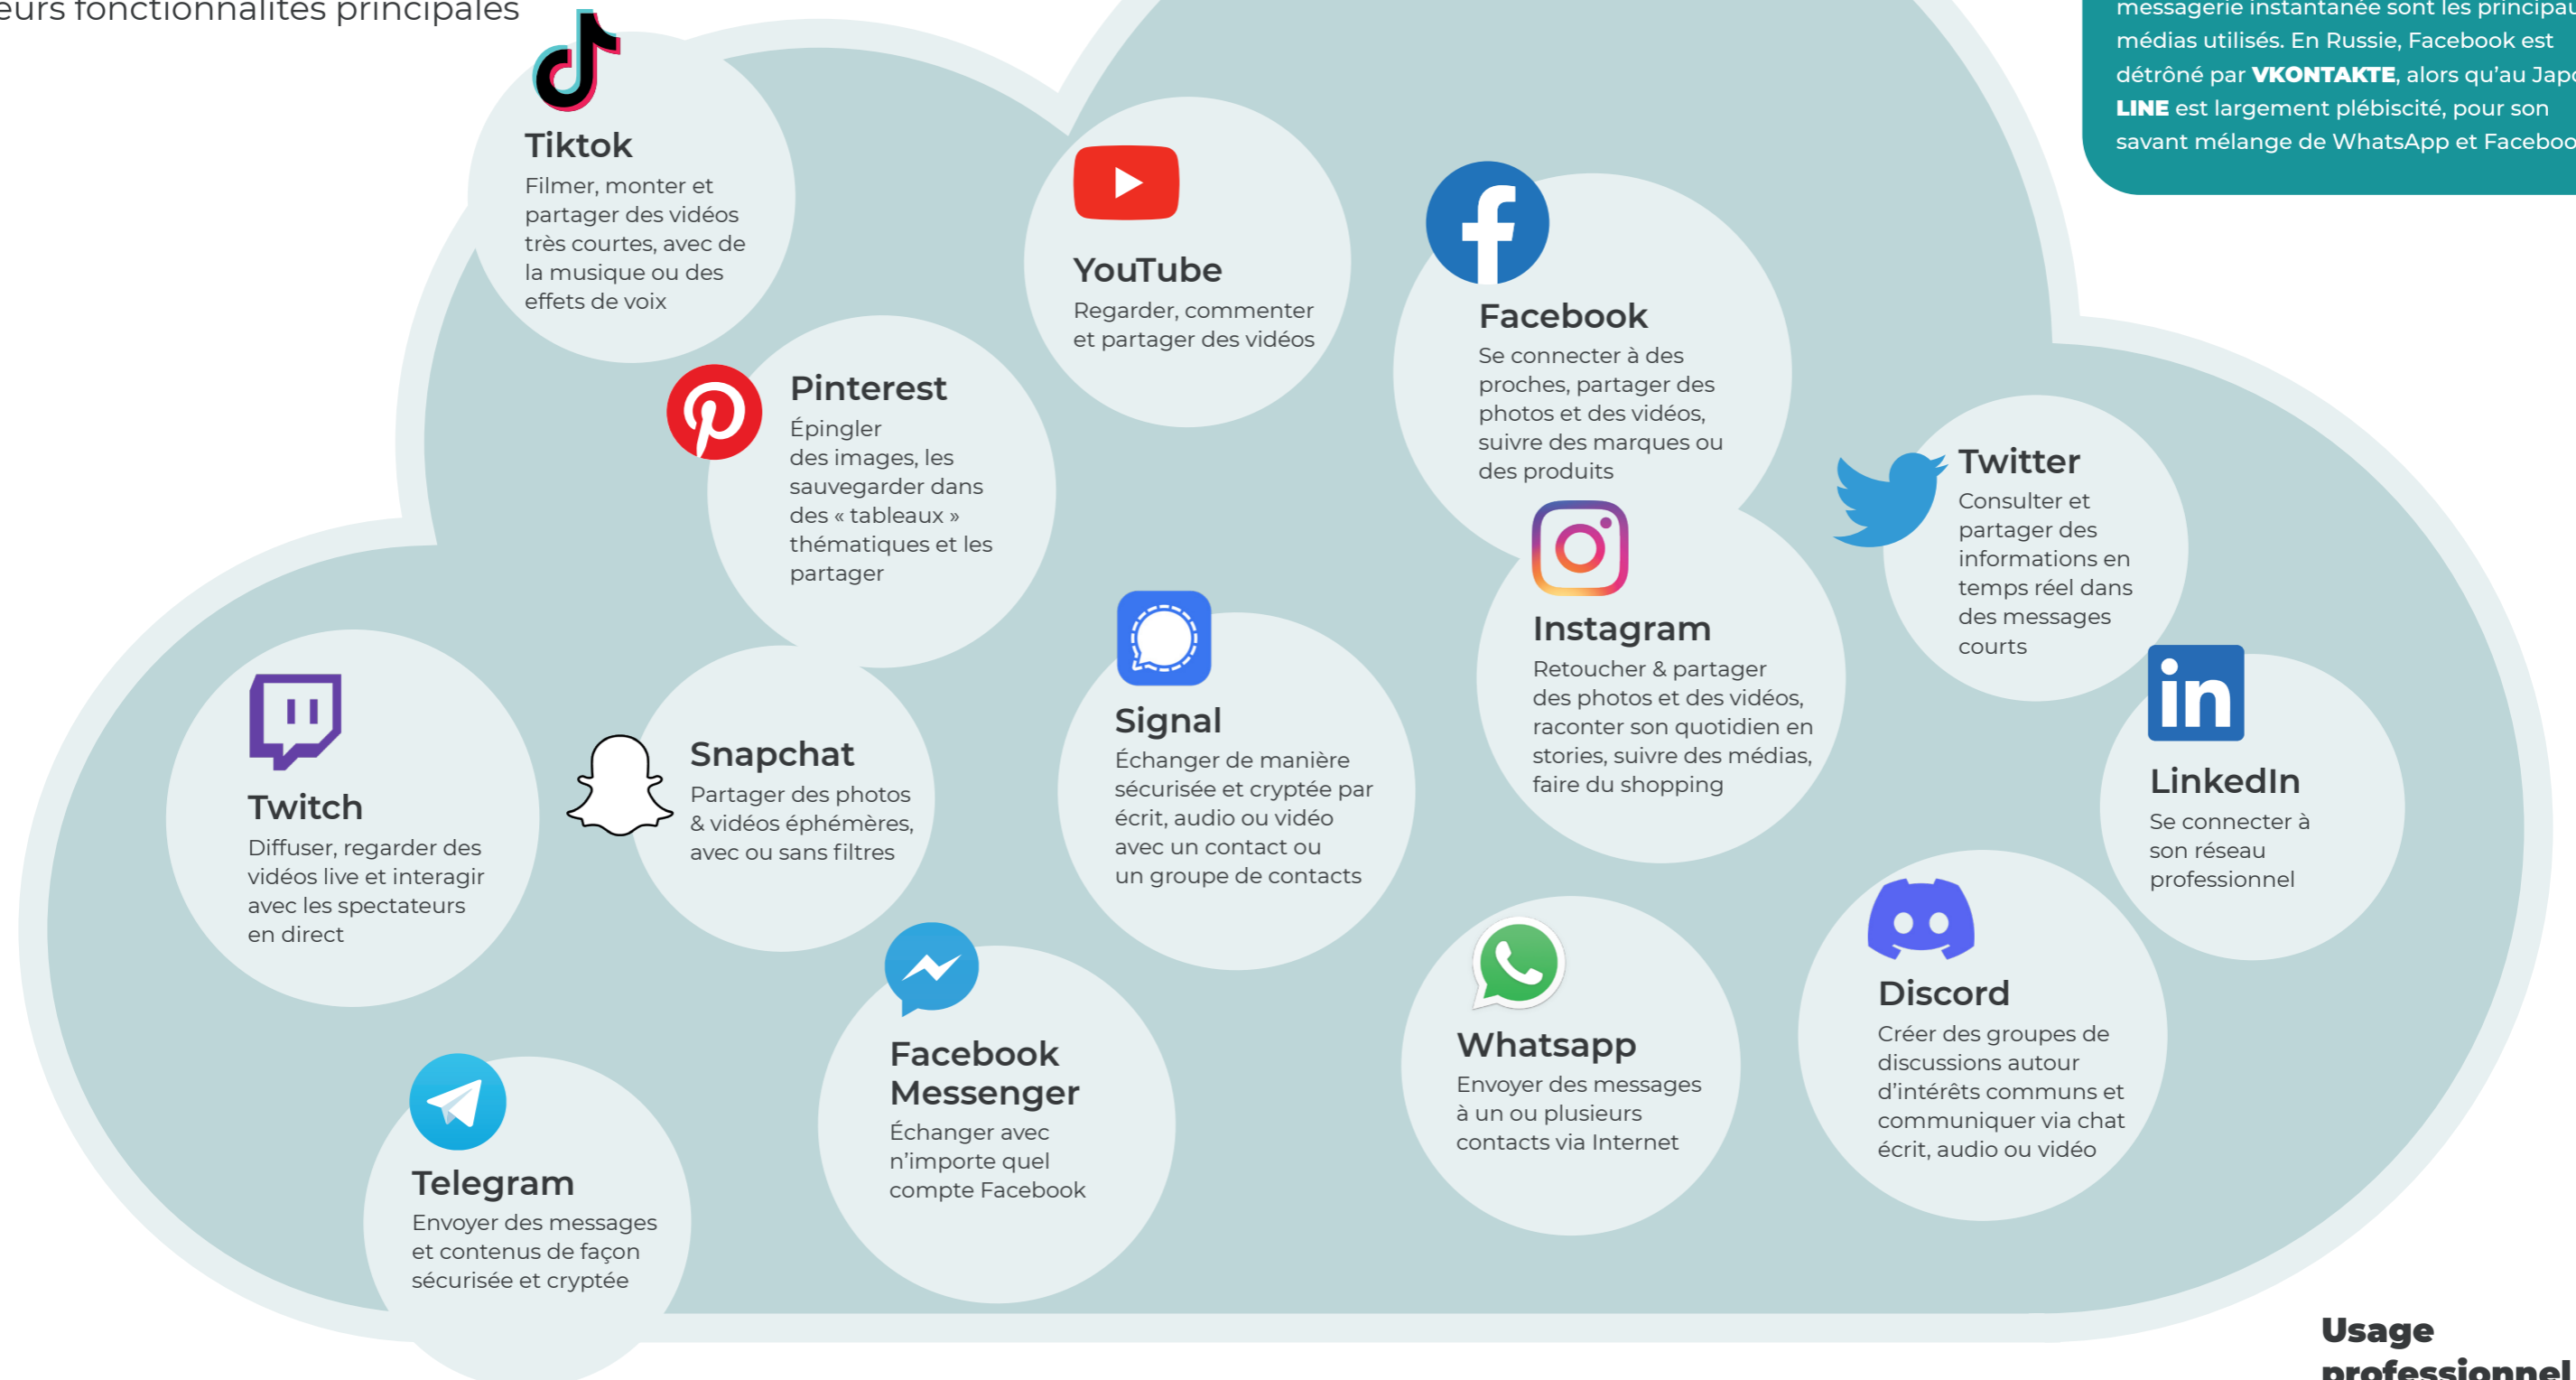 eurs fonctionnalités principales
messagerie instantanée sont les principau
médias utilisés. En Russie, Facebook est
détrôné par VKONTAKTE, alors qu'au Japo
LINE est largement plébiscité, pour son
savant mélange de WhatsApp et Faceboo
Tiktok
Filmer, monter et
partager des vidéos
très courtes, avec de
la musique ou des
effets de voix
YouTube
Regarder, commenter
et partager des vidéos
Facebook
Se connecter à des
proches, partager des
photos et des vidéos,
suivre des marques ou
des produits
Pinterest
Épingler
des images, les
sauvegarder dans
des « tableaux »
thématiques et les
partager
Twitter
Consulter et
partager des
informations en
temps réel dans
des messages
courts
Instagram
Retoucher & partager
des photos et des vidéos,
raconter son quotidien en
stories, suivre des médias,
faire du shopping
Signal
Échanger de manière
sécurisée et cryptée par
écrit, audio ou vidéo
avec un contact ou
un groupe de contacts
Snapchat
Partager des photos
& vidéos éphémères,
avec ou sans filtres
Twitch
Diffuser, regarder des
vidéos live et interagir
avec les spectateurs
en direct
in
LinkedIn
Se connecter à
son réseau
professionnel
Discord
Créer des groupes de
discussions autour
d'intérêts communs et
communiquer via chat
écrit, audio ou vidéo
Whatsapp
Envoyer des messages
à un ou plusieurs
contacts via Internet
Facebook
Messenger
Échanger avec
n'importe quel
compte Facebook
Telegram
Envoyer des messages
et contenus de façon
sécurisée et cryptée
Usage
professionnel